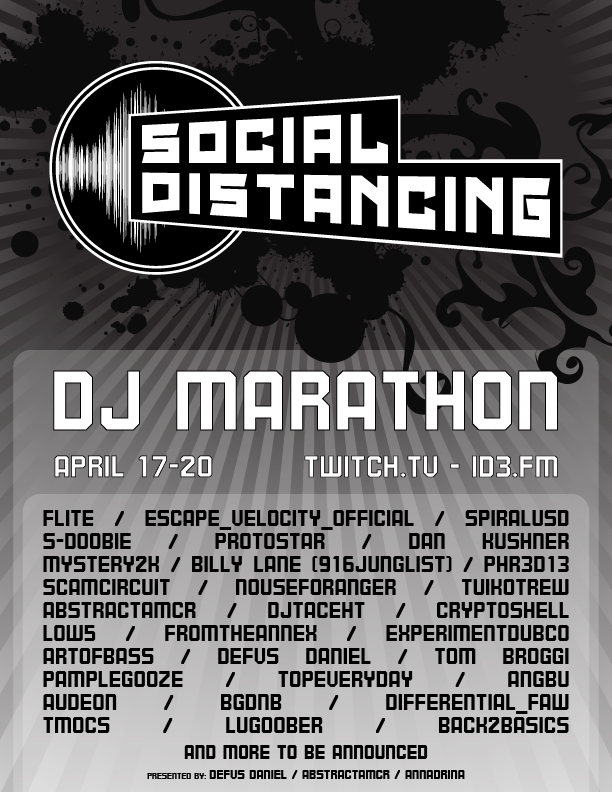 SOCIAL
DISTANCING
DJ MARATHON
APRIL 17-20 TWITCH.TV - ID3.FM
FLITE / ESCAPE_VELOCITY_OFFICIAL / SPIRALUSD
S-DOOBIE / PROTOSTAR / DAN KUSHNER
MYSTERY2K / BILLY LANE (916JUNGLIST) / PHR3D13
SCAMCIRCUIT / NOUSEFORANGER / TUIKOTREW
ABSTRACTAMCR / DJTACEHT / CRYPTOSHELL
LOW5 / FROMTHEANNEX / EXPERIMENTDUBCO
ARTOFBASS / DEFUS DANIEL / TOM BROGGI
PAMPLEGOOZE / TOPEVERYDAY / ANGBU
AUDEON / BGDNB / DIFFERENTIAL_FAW
TMOCS / LUGOOBER / BACK2BASICS
AND MORE TO BE ANNOUNCED
PRESENTED BY: DEFUS DANIEL / ABSTRACTAMCR / ANNADRINA